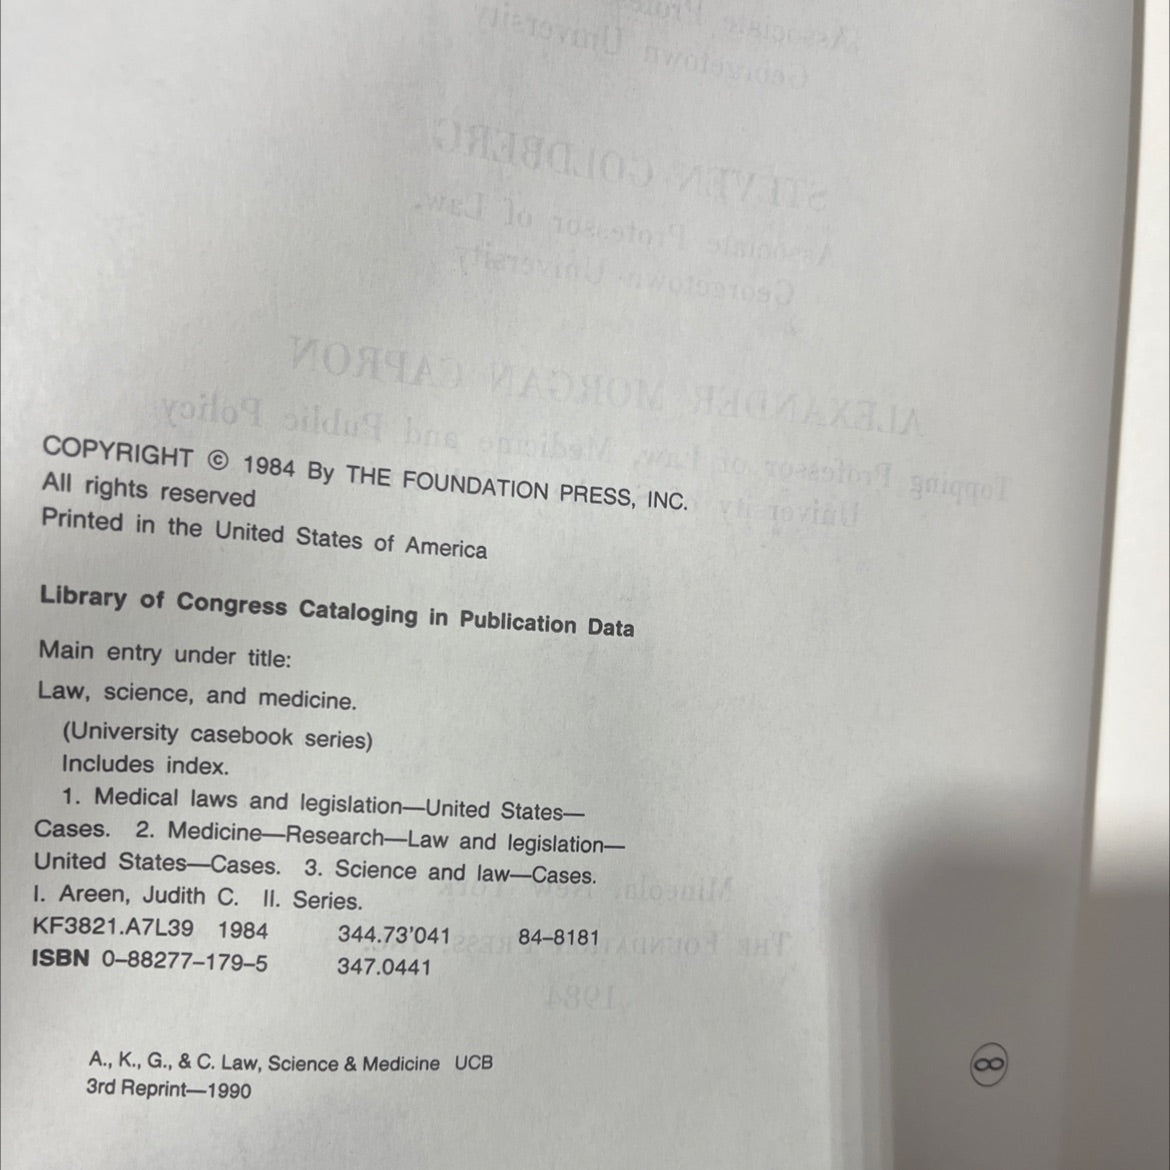 COPYRIGHT © 1984 By THE FOUNDATION PRESS, INC.
All rights reserved
Printed in the United States of America
Library of Congress Cataloging in Publication Data
Main entry under title:
Law, science, and medicine.
(University casebook series)
Includes index.
1. Medical laws and legislation—United States—
Cases. 2. Medicine—Research—Law and legislation—
United States—Cases. 3. Science and law—Cases.
I. Areen, Judith C. II. Series.
KF3821.A7L39 1984 344.73'041 84–8181
ISBN 0–88277–179–5 347.0441
A., K., G., & C. Law, Science & Medicine UCB
3rd Reprint—1990